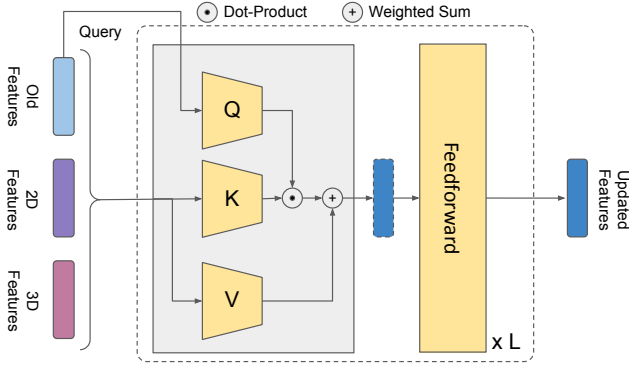 Dot-Product
Weighted Sum
Query
Old
Features
2D
Features
3D
Features
Q
K
V
Feedforward
x L
Updated
Features